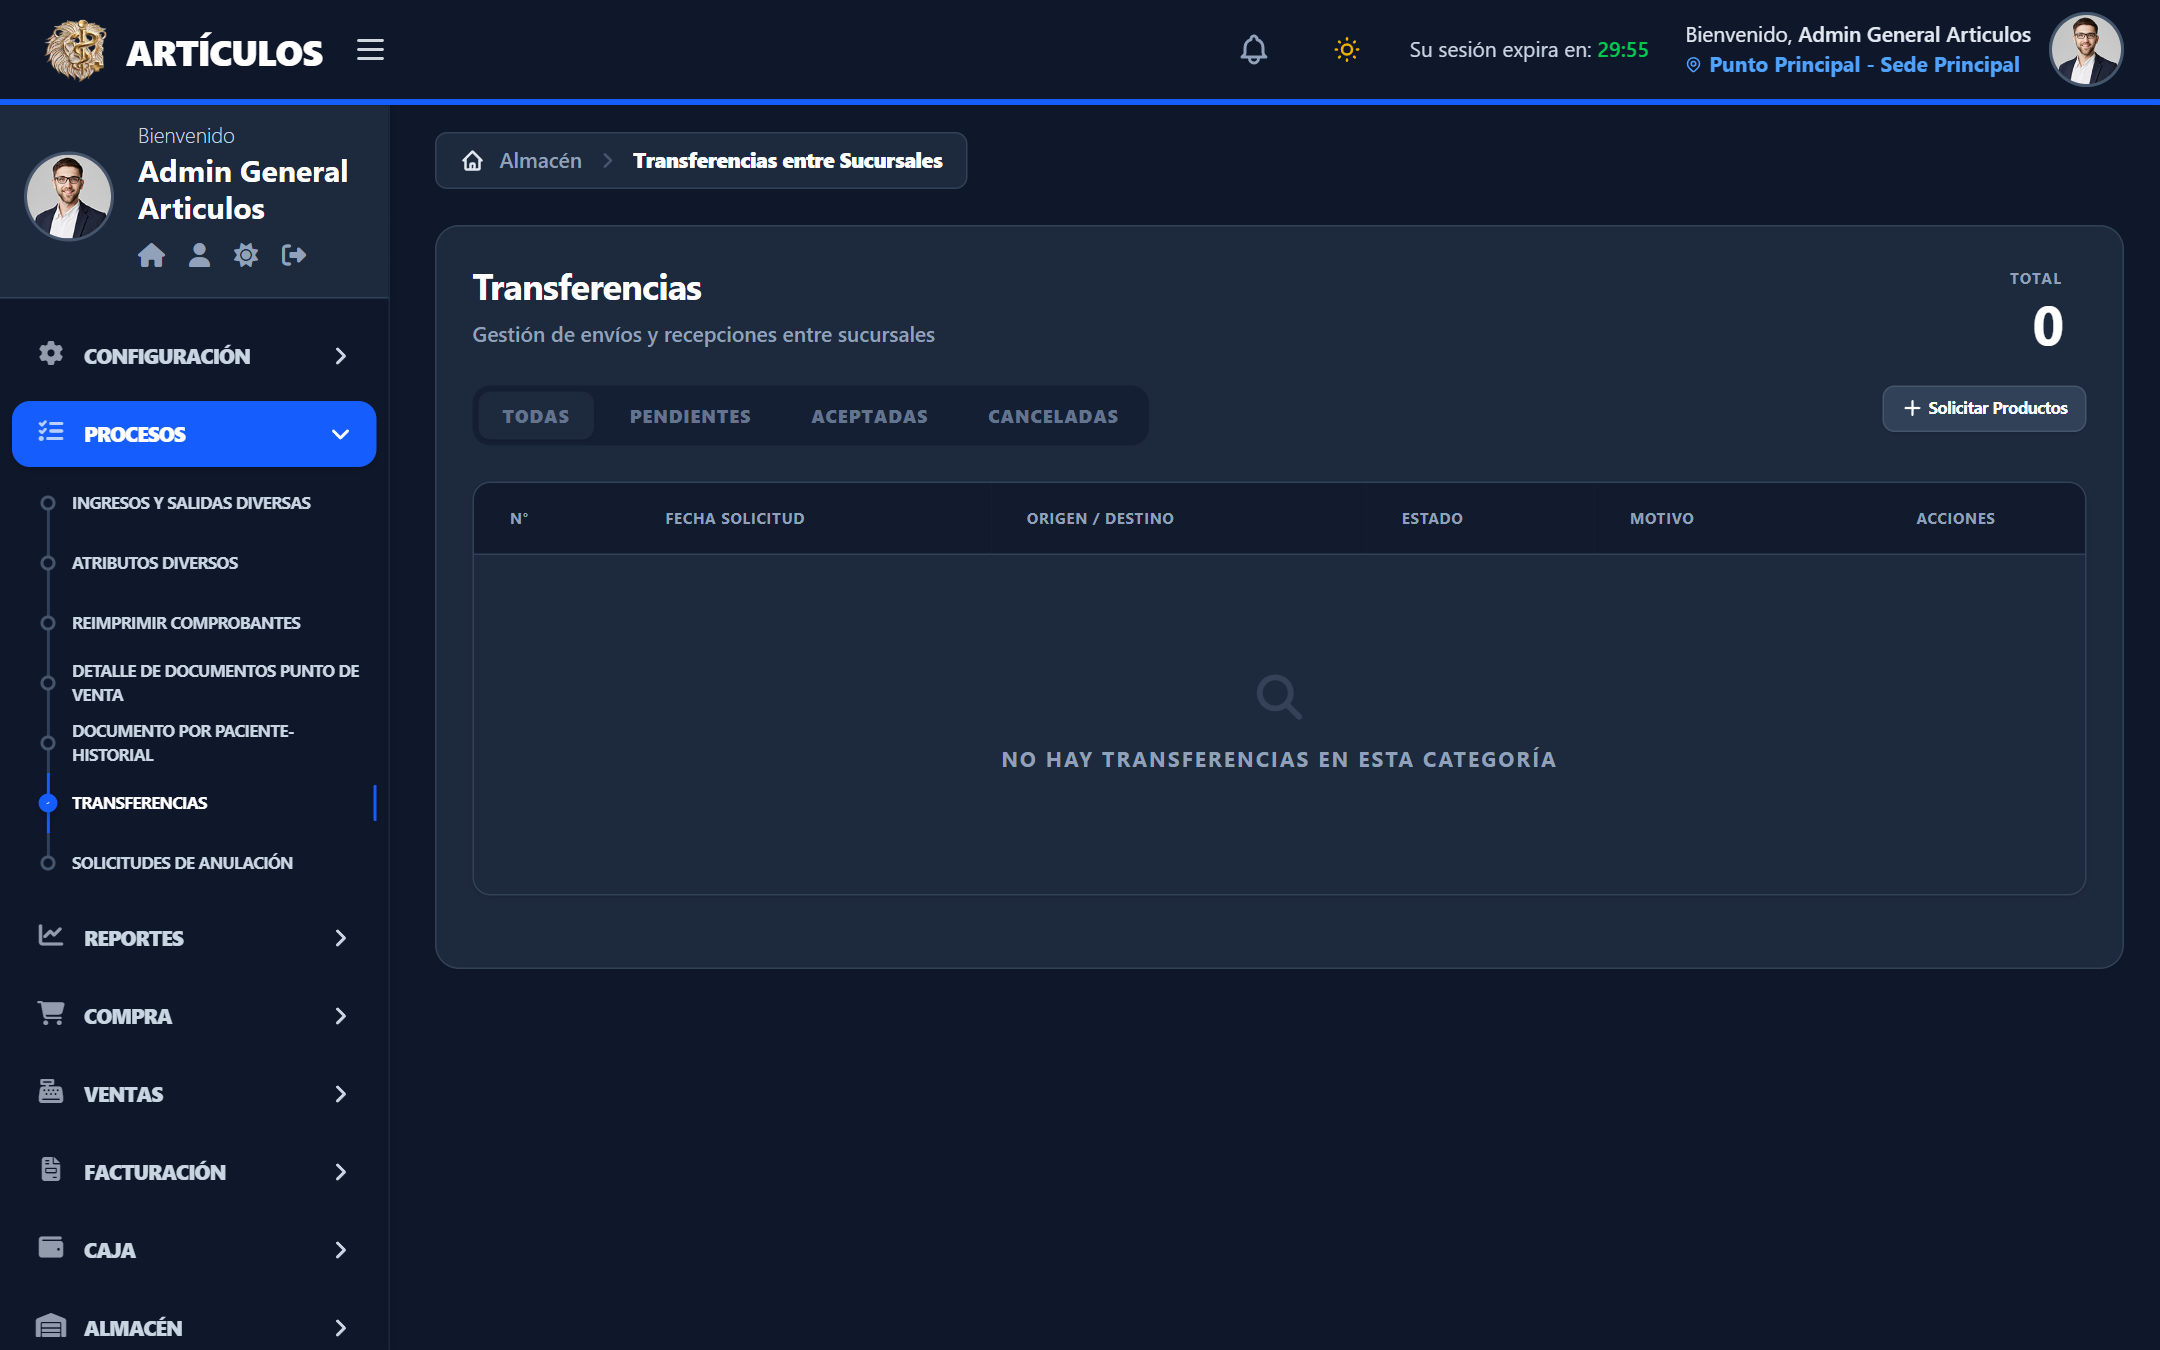 ARTÍCULOS
Su sesión expira en: 29:55
Bienvenido, Admin General Articulos
Punto Principal - Sede Principal
Bienvenido
Admin General
Articulos
CONFIGURACIÓN
PROCESOS
INGRESOS Y SALIDAS DIVERSAS
ATRIBUTOS DIVERSOS
REIMPRIMIR COMPROBANTES
DETALLE DE DOCUMENTOS PUNTO DE
VENTA
DOCUMENTO POR PACIENTE-
HISTORIAL
TRANSFERENCIAS
SOLICITUDES DE ANULACIÓN
REPORTES
COMPRA
VENTAS
FACTURACIÓN
CAJA
ALMACÉN
Almacén > Transferencias entre Sucursales
Transferencias
Gestión de envíos y recepciones entre sucursales
TOTAL
0
TODAS PENDIENTES ACEPTADAS CANCELADAS
+ Solicitar Productos
N° FECHA SOLICITUD ORIGEN / DESTINO ESTADO MOTIVO ACCIONES
NO HAY TRANSFERENCIAS EN ESTA CATEGORÍA